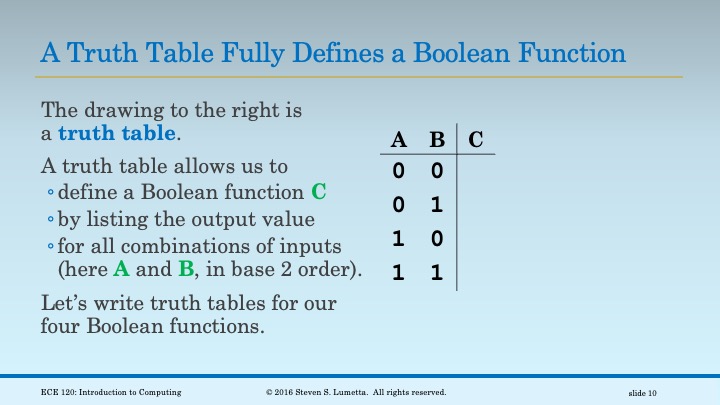 A Truth Table Fully Defines a Boolean Function
The drawing to the right is
a truth table.
A truth table allows us to
◦define a Boolean function C
◦by listing the output value
◦for all combinations of inputs
(here A and B, in base 2 order).
Let’s write truth tables for our
four Boolean functions.
A B C
0 0
0 1
1 0
1 1
ECE 120: Introduction to Computing
© 2016 Steven S. Lumetta. All rights reserved.
slide 10